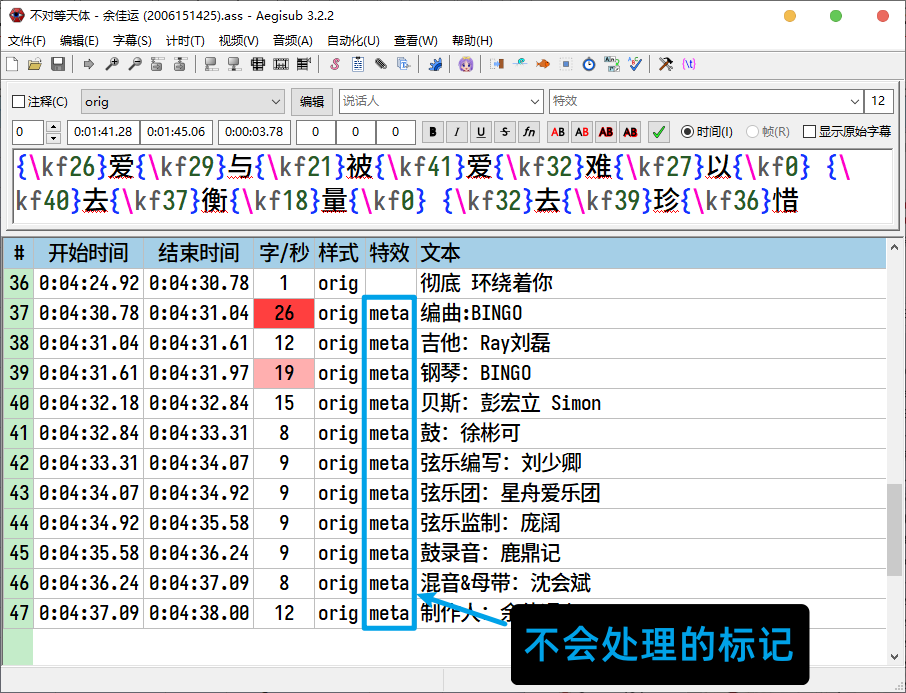 不对等天体 - 余佳运 (2006151425).ass - Aegisub 3.2.2
文件(F) 编辑(E) 字幕(S) 计时(T) 视频(V) 音频(A) 自动化(U) 查看(W) 帮助(H)
注释(C) orig 编辑 说话人 特效 12
0 0:01:41.28 0:01:45.06 0:00:03.78 0 0 0 B I U S fn AB AB AB AB 时间(I) 帧(R) 显示原始字幕
{\kf26}爱{\kf29}与{\kf21}被{\kf41}爱{\kf32}难{\kf27}以{\kf0} {\
kf40}去{\kf37}衡{\kf18}量{\kf0} {\kf32}去{\kf39}珍{\kf36}惜
# 开始时间 结束时间 字/秒 样式 特效 文本
36 0:04:24.92 0:04:30.78 1 orig 彻底 环绕着你
37 0:04:30.78 0:04:31.04 26 orig meta 编曲:BINGO
38 0:04:31.04 0:04:31.61 12 orig meta 吉他：Ray刘磊
39 0:04:31.61 0:04:31.97 19 orig meta 钢琴：BINGO
40 0:04:32.18 0:04:32.84 15 orig meta 贝斯：彭宏立 Simon
41 0:04:32.84 0:04:33.31 8 orig meta 鼓：徐彬可
42 0:04:33.31 0:04:34.07 9 orig meta 弦乐编写：刘少卿
43 0:04:34.07 0:04:34.92 9 orig meta 弦乐团：星舟爱乐团
44 0:04:34.92 0:04:35.58 9 orig meta 弦乐监制：庞阔
45 0:04:35.58 0:04:36.24 9 orig meta 鼓录音：鹿鼎记
46 0:04:36.24 0:04:37.09 8 orig meta 混音&母带：沈会斌
47 0:04:37.09 0:04:38.00 12 orig meta 制作人：
不会处理的标记